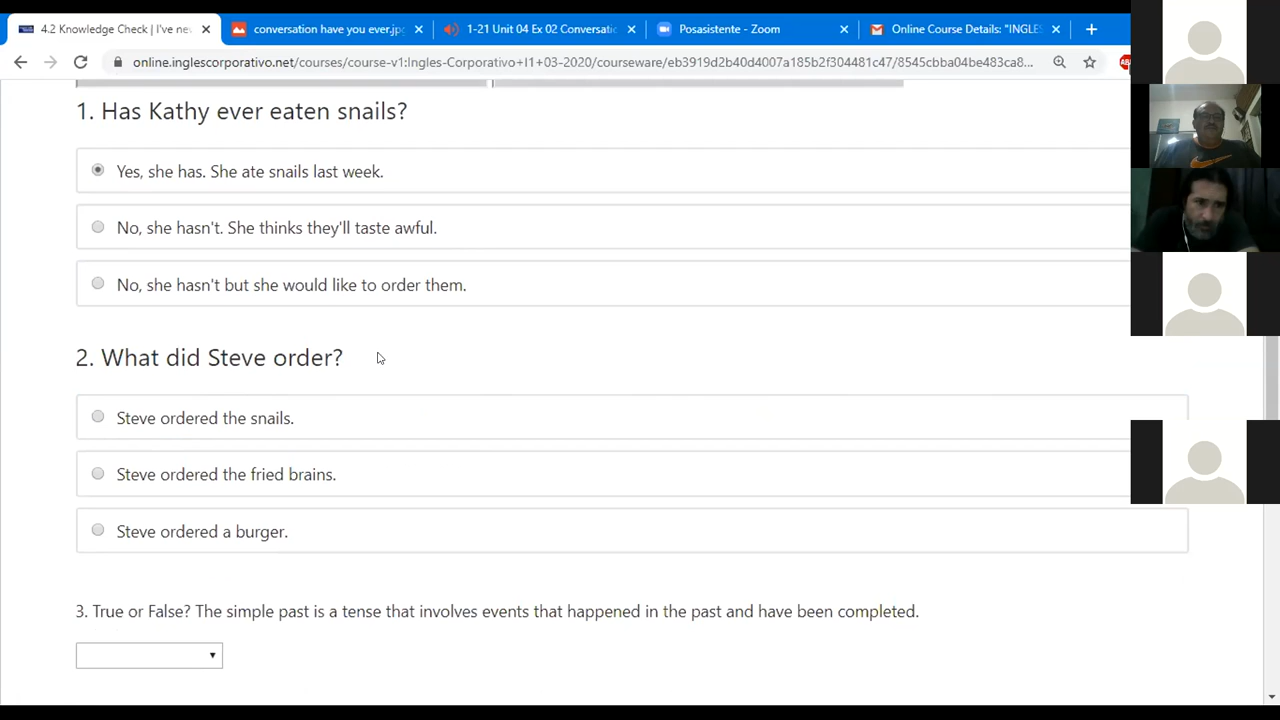 4.2 Knowledge Check | I've ne
conversation have you ever.jpg
1-21 Unit 04 Ex 02 Conversatio
Posasistente - Zoom
Online Course Details: "INGLES
online.inglescorporativo.net/courses/course-v1:Ingles-Corporativo+I1+03-2020/courseware/eb3919d2b40d4007a185b2f304481c47/8545cbba04be483ca8...
1. Has Kathy ever eaten snails?
Yes, she has. She ate snails last week.
No, she hasn't. She thinks they'll taste awful.
No, she hasn't but she would like to order them.
2. What did Steve order?
Steve ordered the snails.
Steve ordered the fried brains.
Steve ordered a burger.
3. True or False? The simple past is a tense that involves events that happened in the past and have been completed.